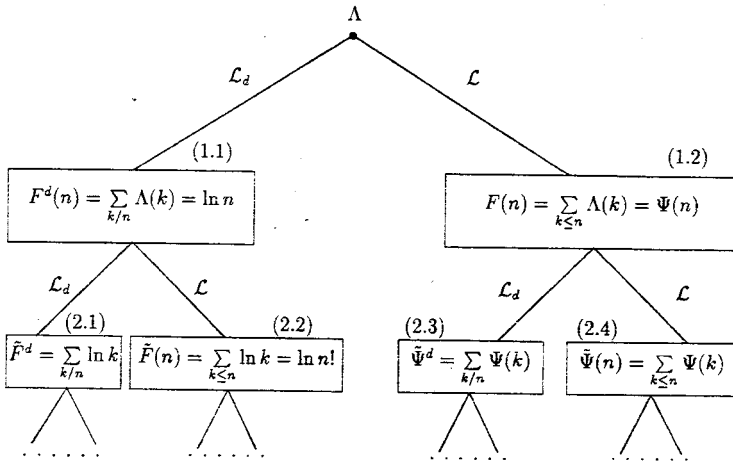 Λ
ℒ_d ℒ
(1.1) (1.2)
F^d(n) = ∑_{k/n} Λ(k) = ln n F(n) = ∑_{k≤n} Λ(k) = Ψ(n)
ℒ_d ℒ ℒ_d ℒ
(2.1) (2.2) (2.3) (2.4)
F̃^d = ∑_{k/n} ln k F̃(n) = ∑_{k≤n} ln k = ln n! Ψ̃^d = ∑_{k/n} Ψ(k) Ψ̃(n) = ∑_{k≤n} Ψ(k)
. . . . . . . . . . . . . . . . . . . . . . . .